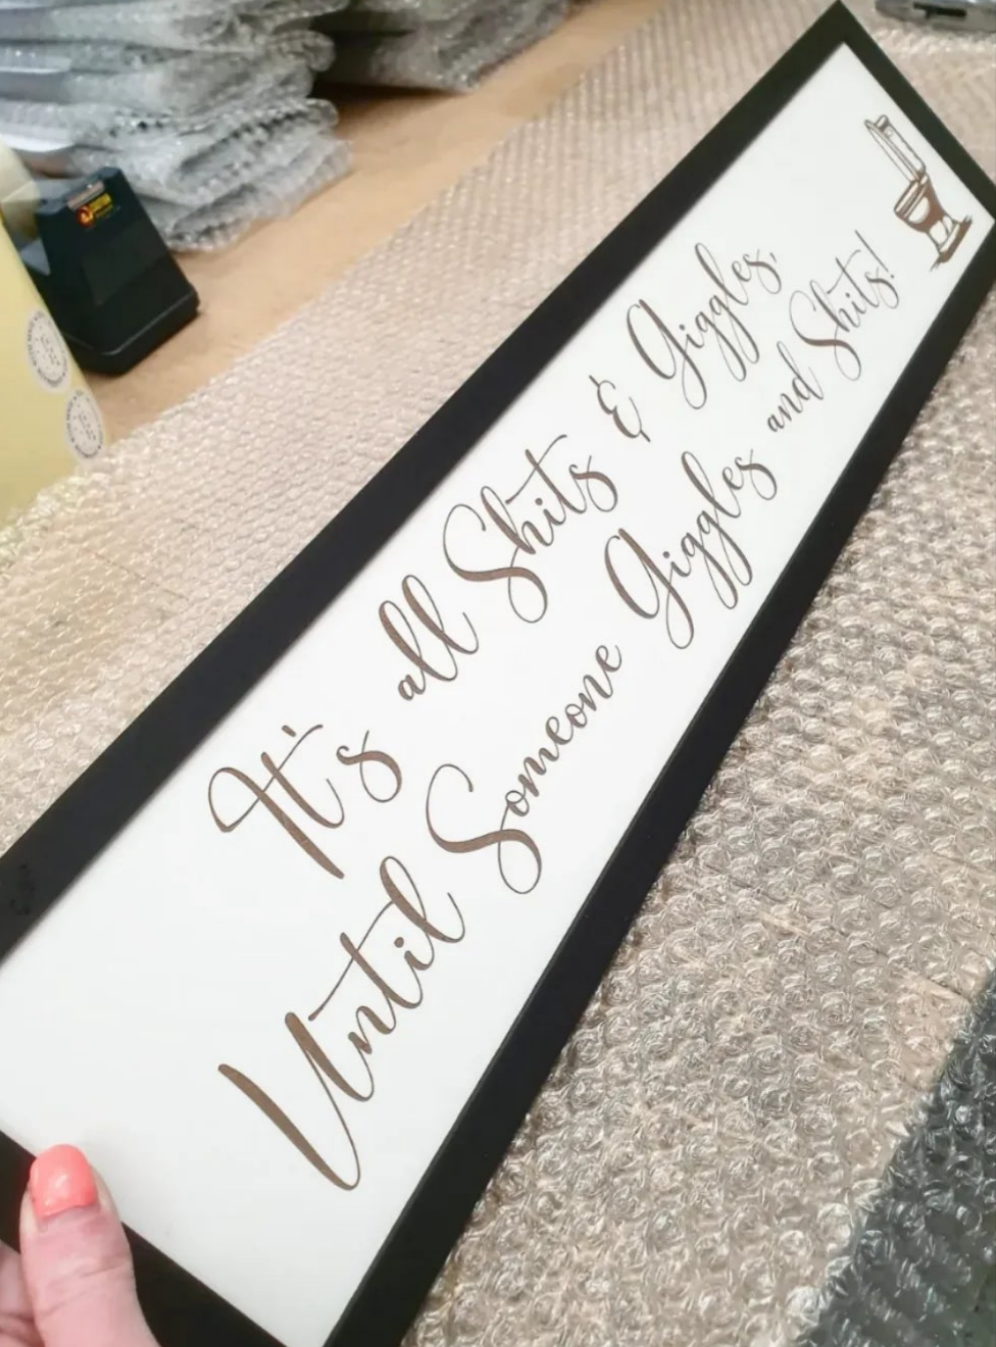 It's all Shits & Giggles,
Until Someone Giggles and Shits!